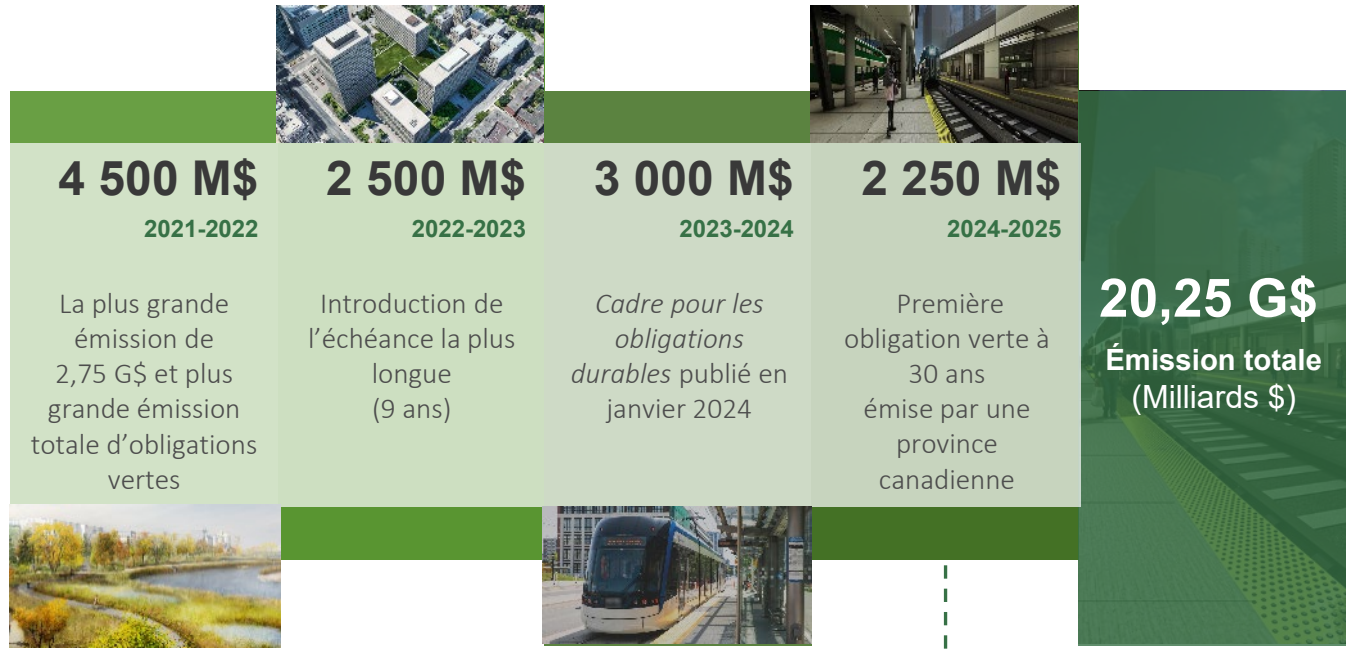 4 500 M$
2021-2022
La plus grande
émission de
2,75 G$ et plus
grande émission
totale d’obligations
vertes
2 500 M$
2022-2023
Introduction de
l’échéance la plus
longue
(9 ans)
3 000 M$
2023-2024
Cadre pour les
obligations
durables publié en
janvier 2024
2 250 M$
2024-2025
Première
obligation verte à
30 ans
émise par une
province
canadienne
20,25 G$
Émission totale
(Milliards $)